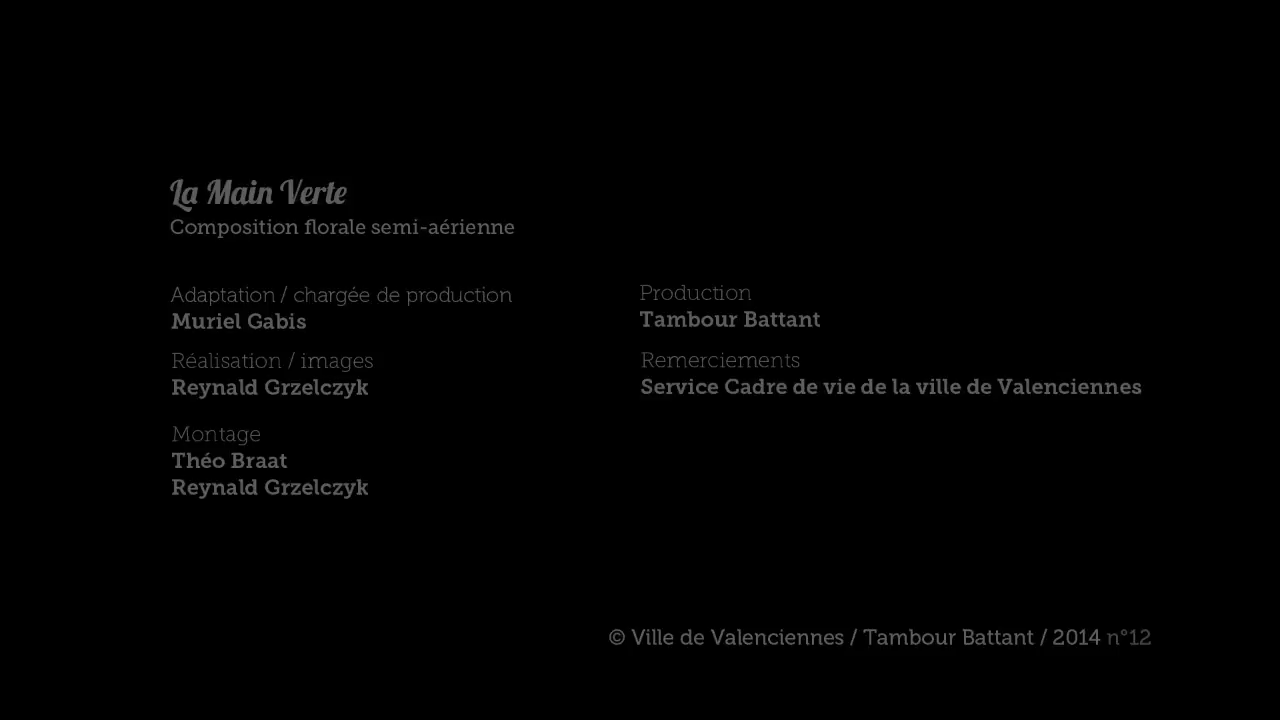 La Main Verte
Composition florale semi-aérienne
Adaptation / chargée de production
Muriel Gabis
Réalisation / images
Reynald Grzelczyk
Montage
Théo Braat
Reynald Grzelczyk
Production
Tambour Battant
Remerciements
Service Cadre de vie de la ville de Valenciennes
© Ville de Valenciennes / Tambour Battant / 2014 n°12